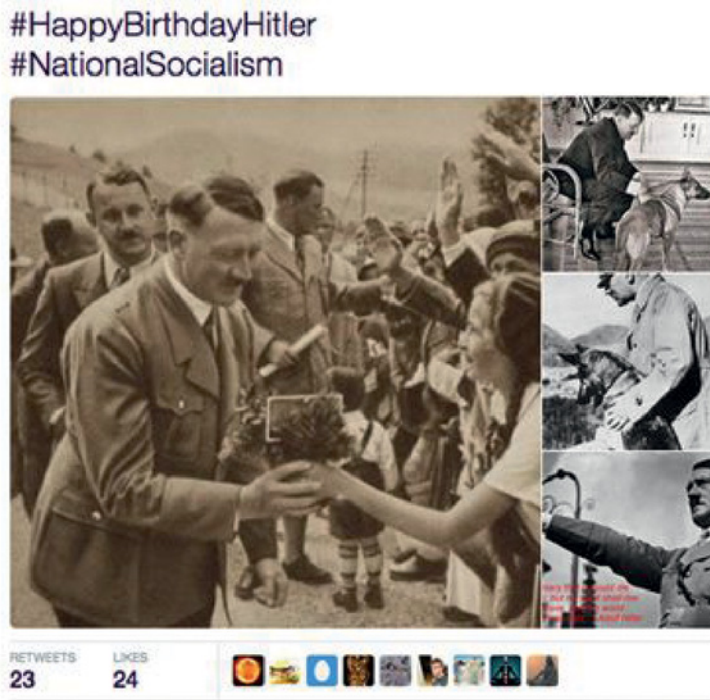 #HappyBirthdayHitler
#NationalSocialism
RETWEETS
LIKES
23
24